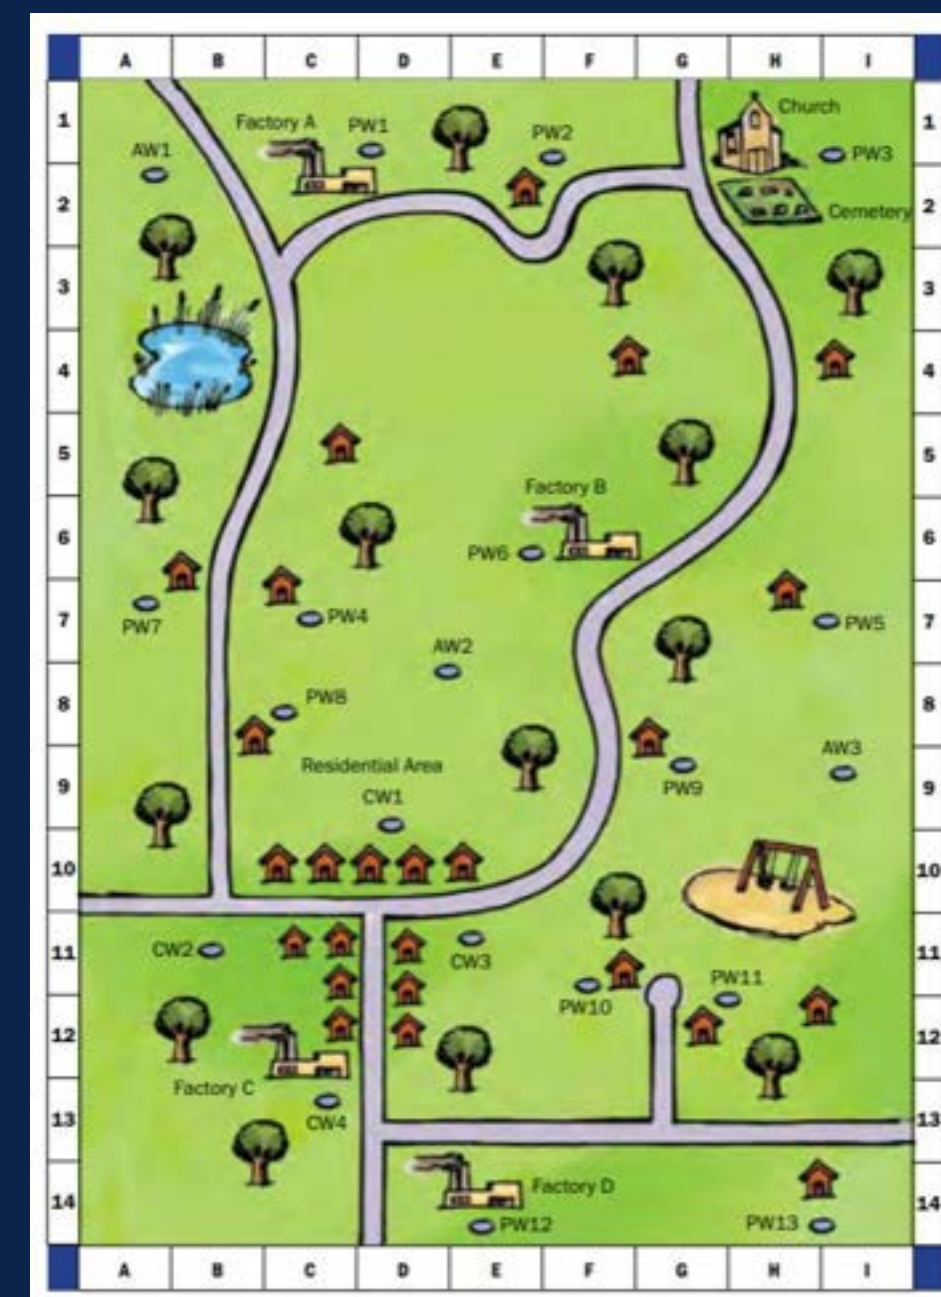 A B C D E F G H I
1 1
Church
Factory A PW1
PW2
AW1
PW3
2 2
Cemetery
3 3
4 4
5 5
Factory B
6 6
PW6
7 7
PW7
PW4
PW5
AW2
8 8
PW8
Residential Area
AW3
9 9
PW9
CW1
10 10
11 11
CW2
CW3
PW11
PW10
12 12
Factory C
13 13
CW4
Factory D
14 14
PW12
PW13
A B C D E F G H I